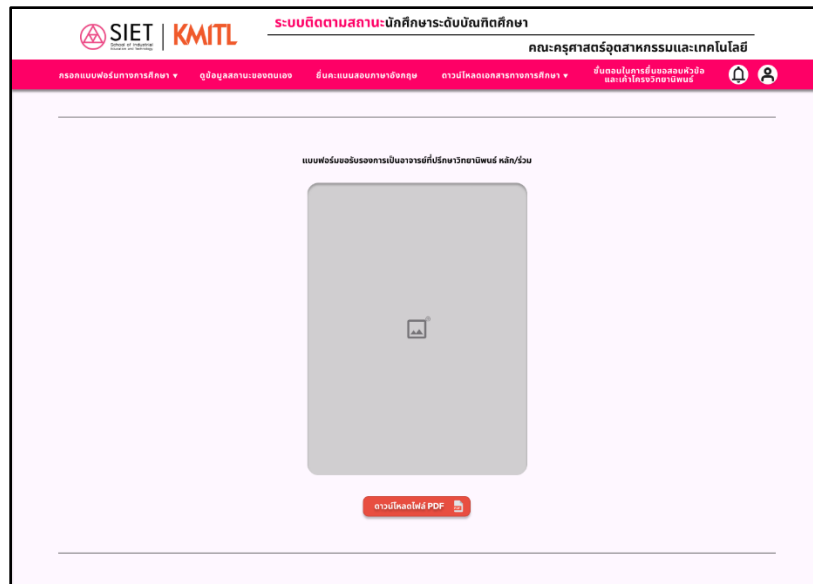 SIET
School of Industrial
Education and Technology
KMITL
ระบบติดตามสถานะนักศึกษาระดับบัณฑิตศึกษา
คณะครุศาสตร์อุตสาหกรรมและเทคโนโลยี
กรอกแบบฟอร์มทางการศึกษา ▼
ดูข้อมูลสถานะของตนเอง
ยื่นคะแนนสอบภาษาอังกฤษ
ดาวน์โหลดเอกสารทางการศึกษา ▼
ขั้นตอนในการยื่นขอสอบหัวข้อ
และเค้าโครงวิทยานิพนธ์
แบบฟอร์มขอรับรองการเป็นอาจารย์ที่ปรึกษาวิทยานิพนธ์ หลัก/ร่วม
ดาวน์โหลดไฟล์ PDF